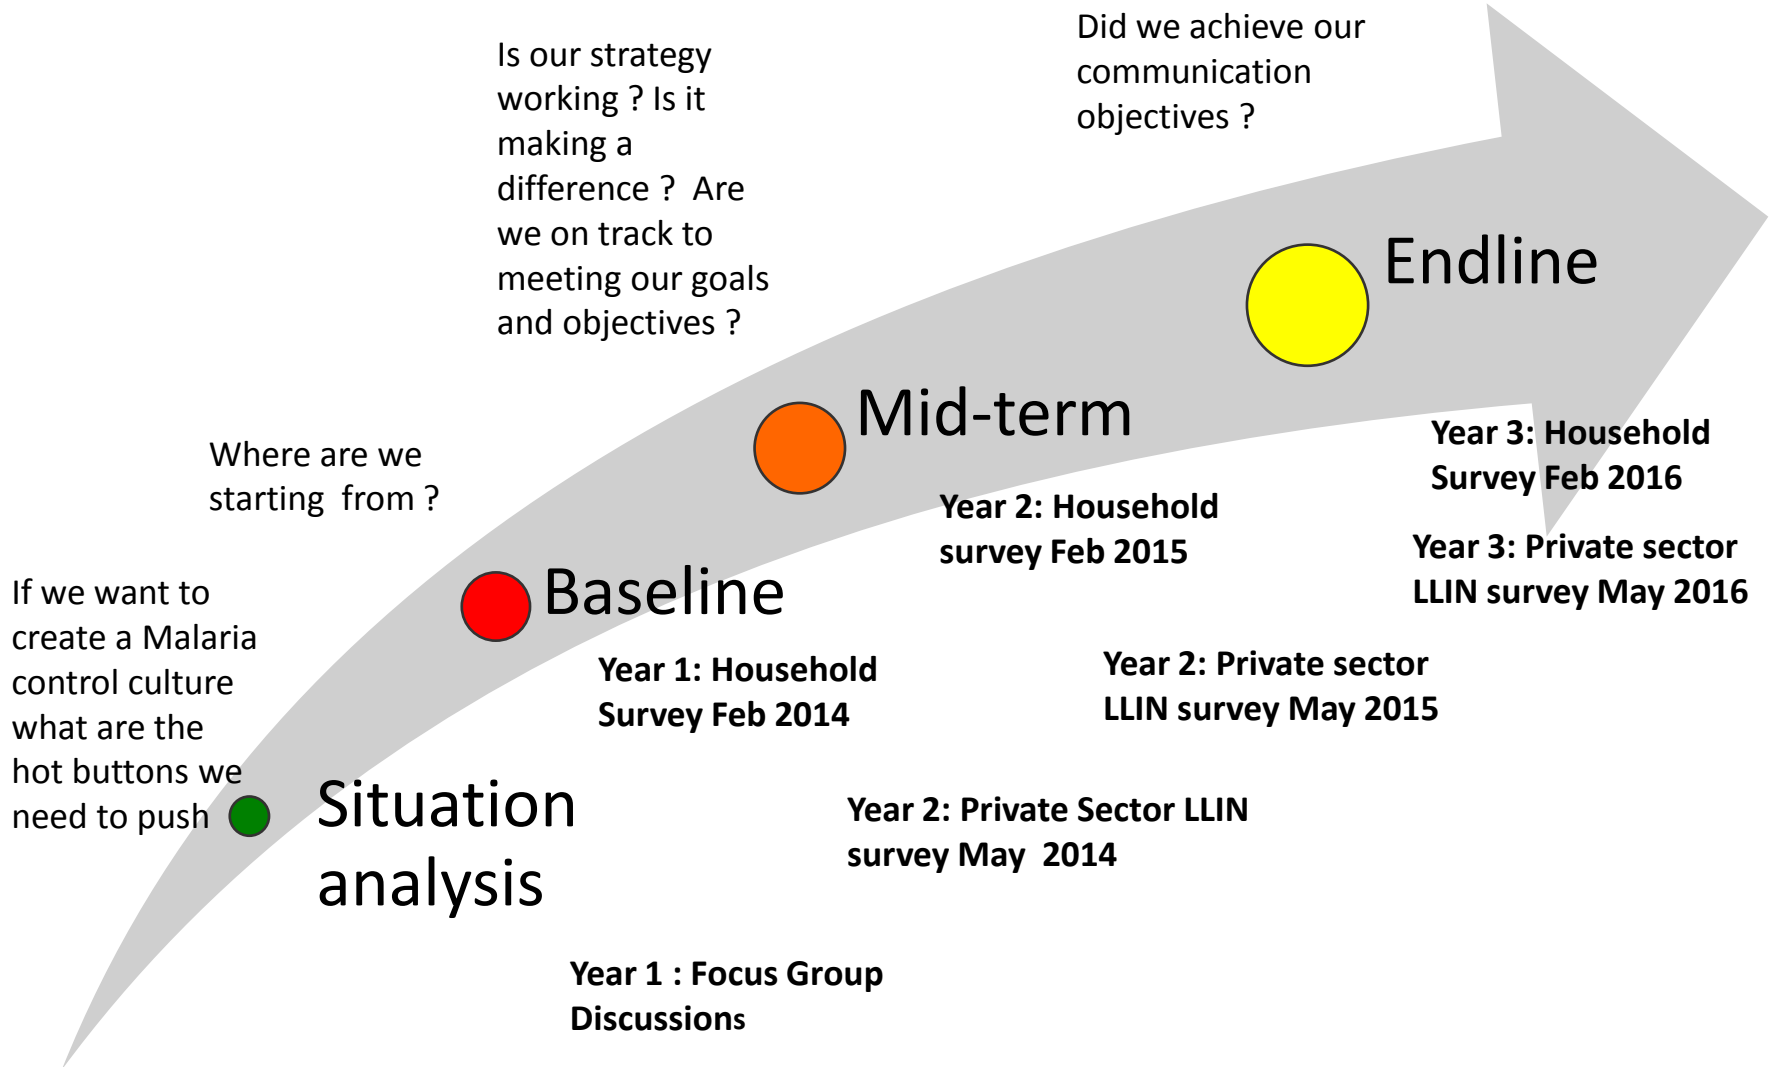 Did we achieve our
communication
objectives ?
Is our strategy
working ? Is it
making a
difference ?  Are
we on track to
meeting our goals
and objectives ?
Endline
Mid-term
Where are we
starting  from ?
Year 3: Household
Survey Feb 2016
Year 2: Household
survey Feb 2015
Year 3: Private sector
LLIN survey May 2016
Baseline
If we want to
create a Malaria
control culture
what are the
hot buttons we
need to push
Year 1: Household
Survey Feb 2014
Year 2: Private sector
LLIN survey May 2015
Situation
analysis
Year 2: Private Sector LLIN
survey May  2014
Year 1 : Focus Group
Discussions